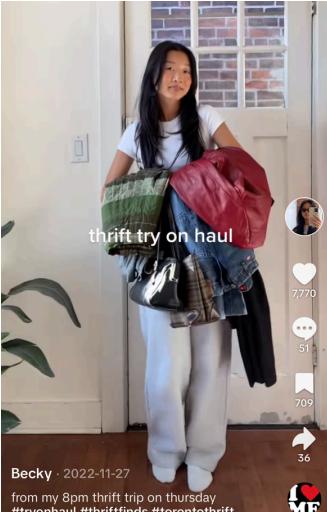 thrift try on haul
7,770
51
709
36
Becky · 2022-11-27
from my 8pm thrift trip on thursday
#tryonhaul #thriftfinds #torontothrift
I
ME